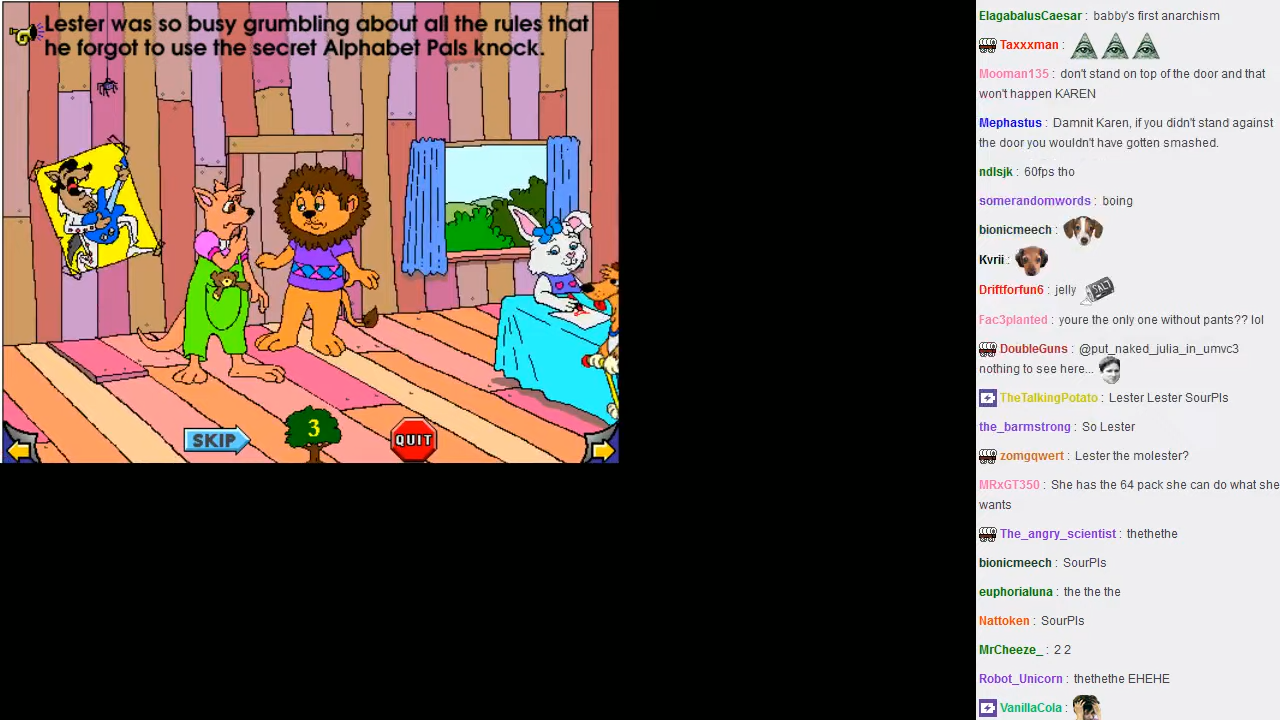 Lester was so busy grumbling about all the rules that
he forgot to use the secret Alphabet Pals knock.
SKIP
3
QUIT
ElagabalusCaesar : babby's first anarchism
Taxxxman :
Mooman135 : don't stand on top of the door and that
won't happen KAREN
Mephastus : Damnit Karen, if you didn't stand against
the door you wouldn't have gotten smashed.
ndlsjk : 60fps tho
somerandomwords : boing
bionicmeech :
Kvrii :
Driftforfun6 : jelly SALT
Fac3planted : youre the only one without pants?? lol
DoubleGuns : @put_naked_julia_in_umvc3
nothing to see here...
TheTalkingPotato : Lester Lester SourPls
the_barmstrong : So Lester
zomgqwert : Lester the molester?
MRxGT350 : She has the 64 pack she can do what she
wants
The_angry_scientist : thethethe
bionicmeech : SourPls
euphorialuna : the the the
Nattoken : SourPls
MrCheeze_ : 2 2
Robot_Unicorn : thethethe EHEHE
VanillaCola :